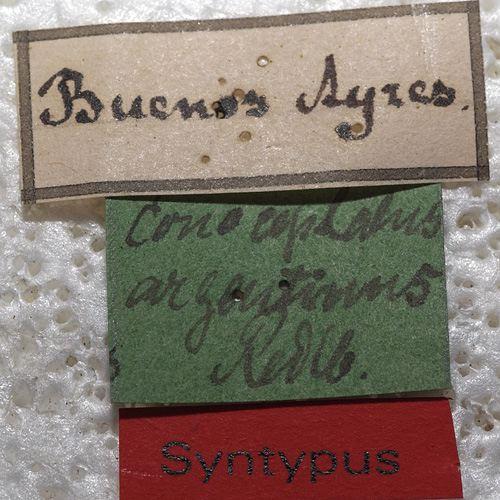 Buenos Ayres.
Conocephalus
argentinus
Redtb.
Syntypus